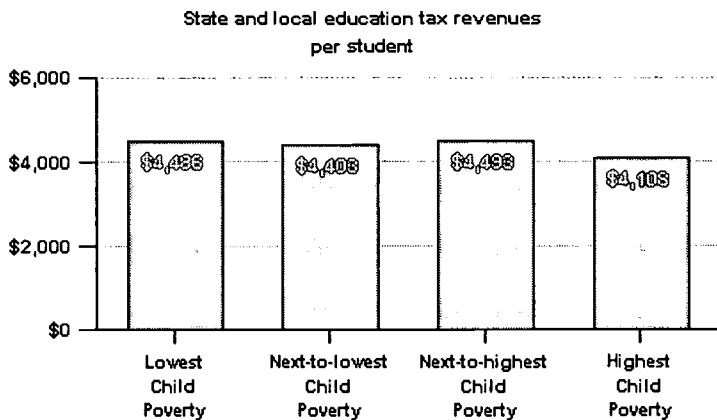 State and local education tax revenues
per student
$6,000
$4,000
$2,000
$0
$4,486
$4,403
$4,493
$4,108
Lowest
Child
Poverty
Next-to-lowest
Child
Poverty
Next-to-highest
Child
Poverty
Highest
Child
Poverty